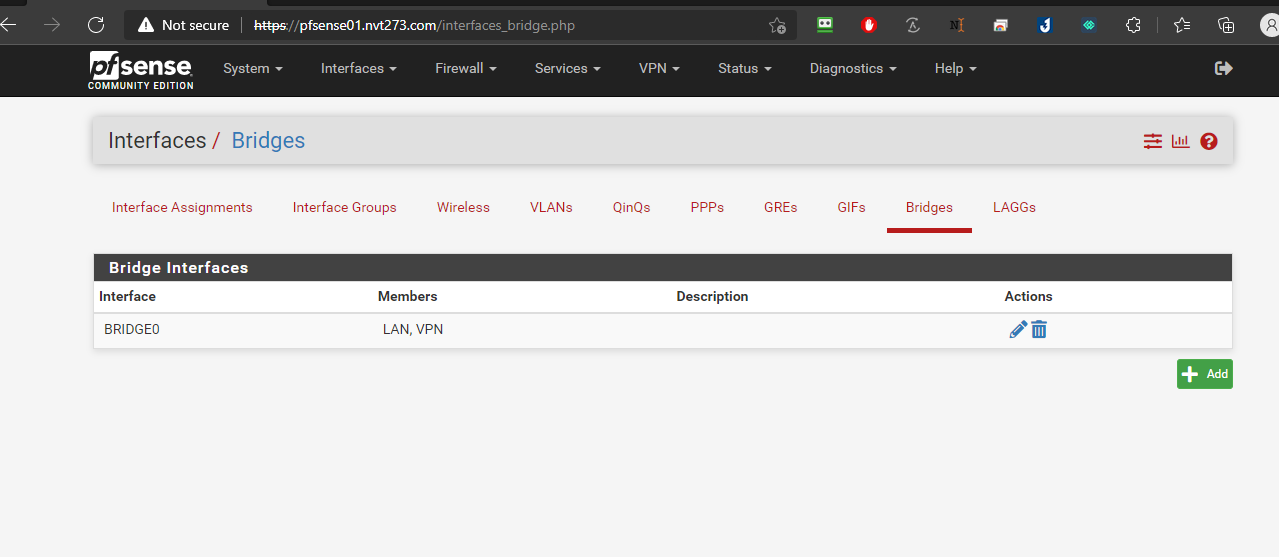 Not secure https://pfsense01.nvt273.com/interfaces_bridge.php
pfsense
COMMUNITY EDITION
System Interfaces Firewall Services VPN Status Diagnostics Help
Interfaces / Bridges
Interface Assignments Interface Groups Wireless VLANs QinQs PPPs GREs GIFs Bridges LAGGs
Bridge Interfaces
Interface Members Description Actions
BRIDGE0 LAN, VPN
Add